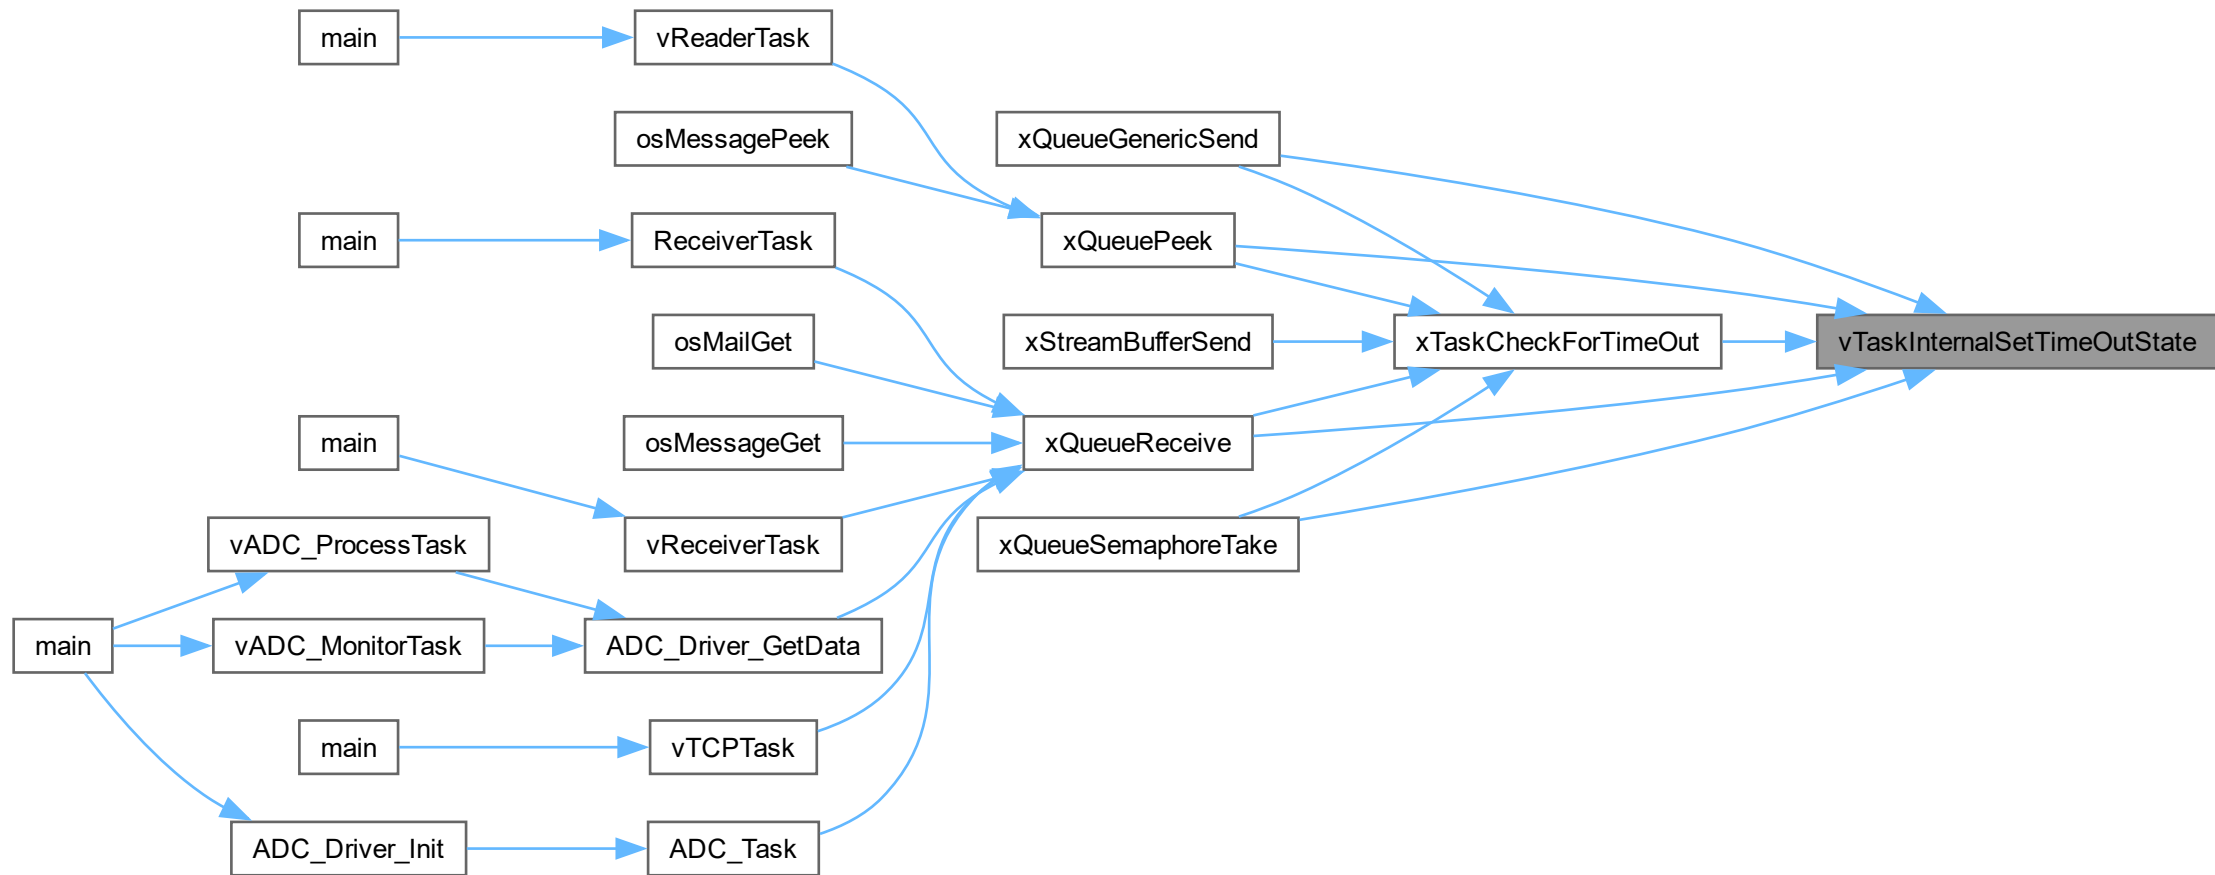 main
vReaderTask
osMessagePeek
xQueueGenericSend
main
ReceiverTask
xQueuePeek
osMailGet
xStreamBufferSend
xTaskCheckForTimeOut
vTaskInternalSetTimeOutState
main
osMessageGet
xQueueReceive
vADC_ProcessTask
vReceiverTask
xQueueSemaphoreTake
main
vADC_MonitorTask
ADC_Driver_GetData
main
vTCPTask
ADC_Driver_Init
ADC_Task